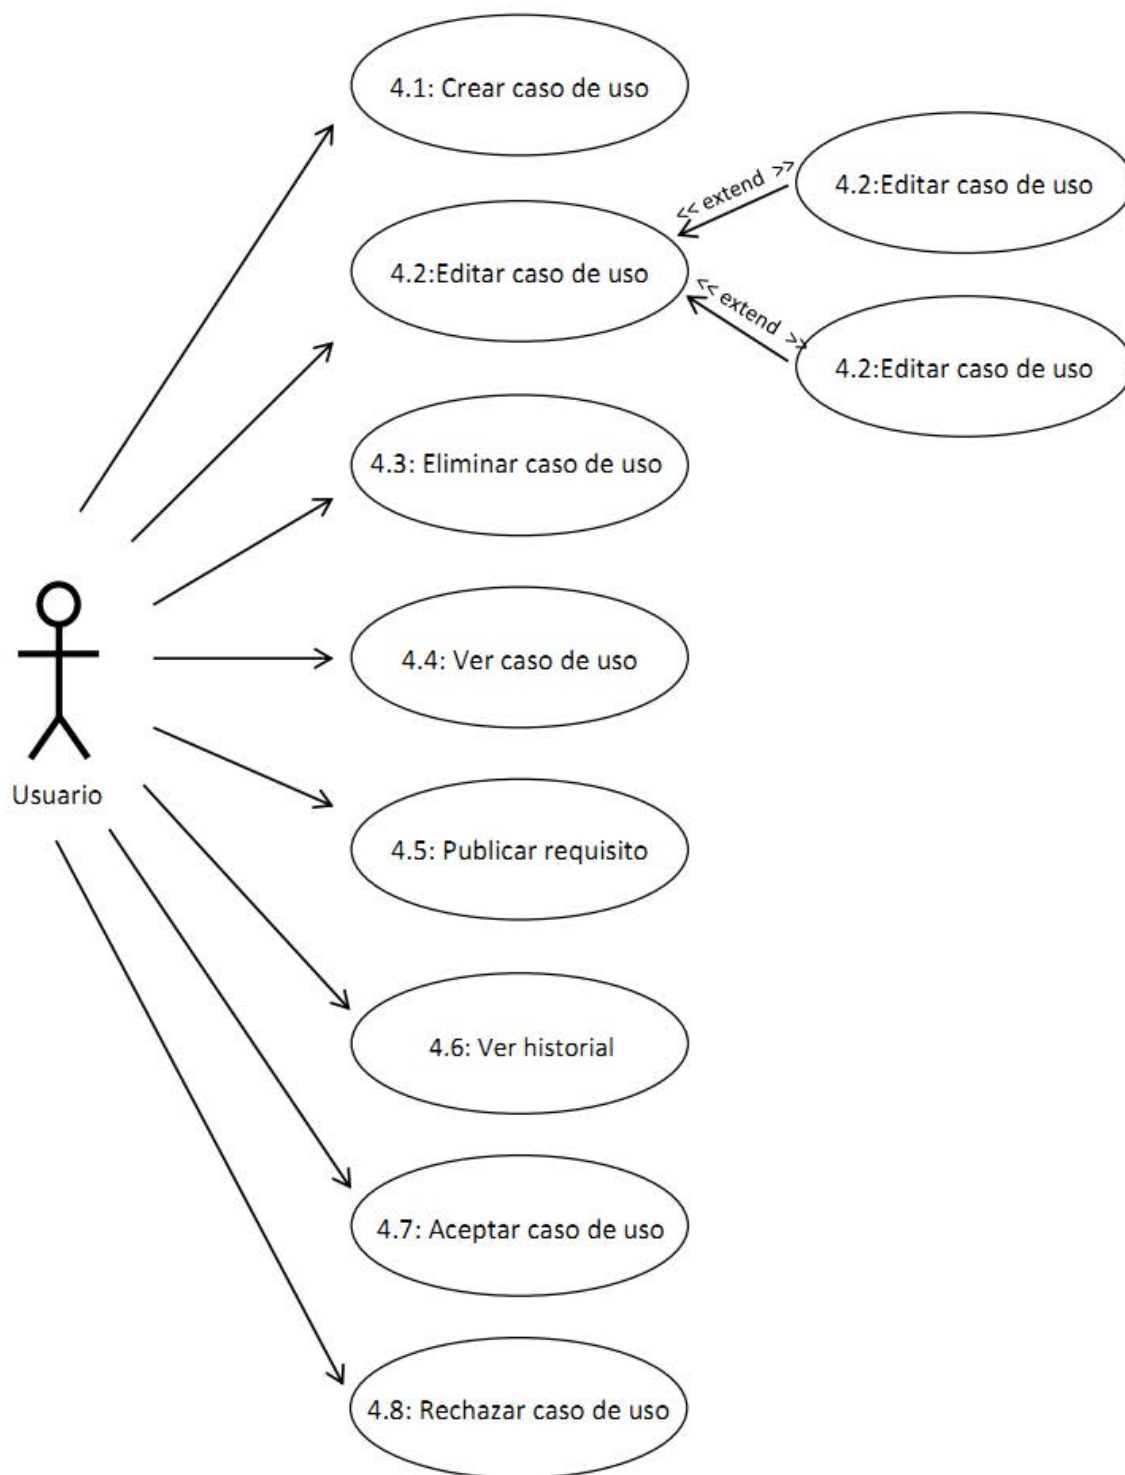 4.1: Crear caso de uso
<< extend >>
4.2:Editar caso de uso
4.2:Editar caso de uso
<< extend >>
4.2:Editar caso de uso
4.3: Eliminar caso de uso
4.4: Ver caso de uso
Usuario
4.5: Publicar requisito
4.6: Ver historial
4.7: Aceptar caso de uso
4.8: Rechazar caso de uso